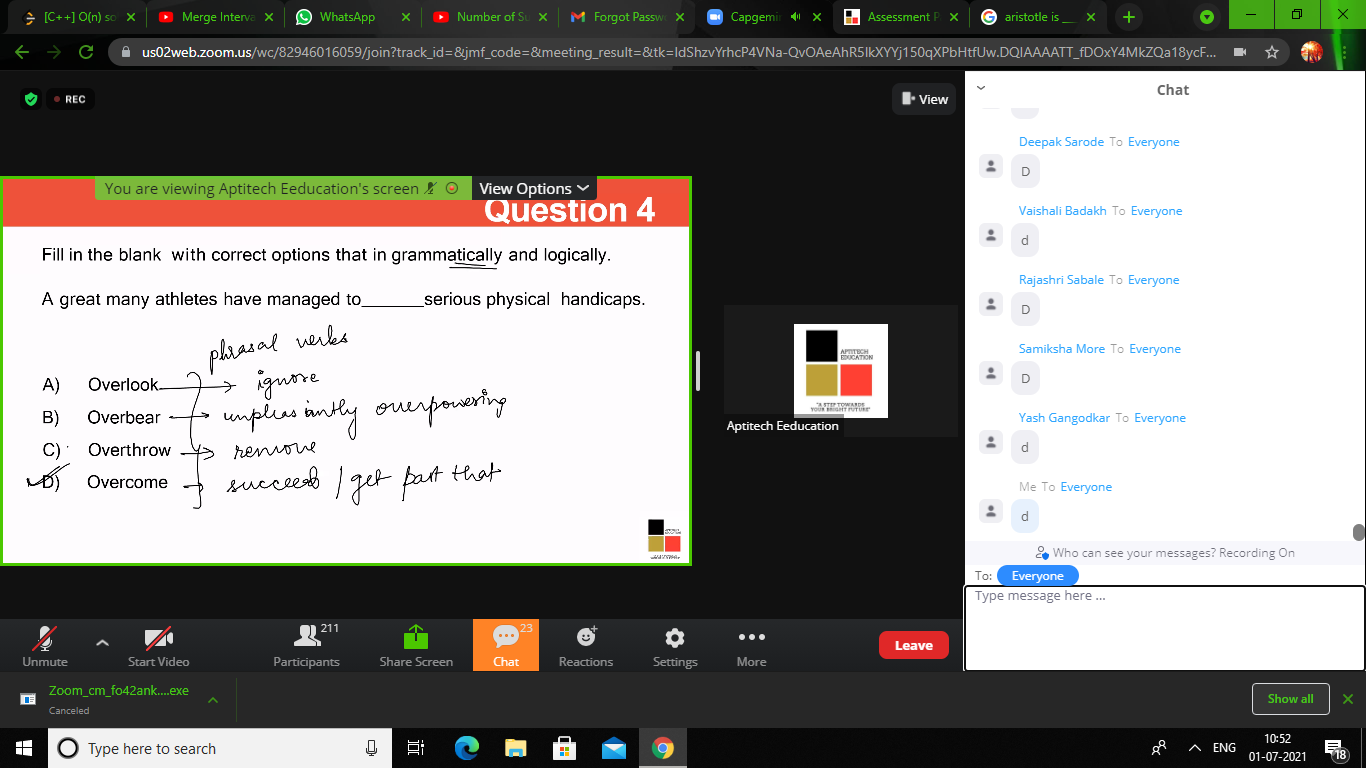 [C++] O(n) so
Merge Interva
WhatsApp
Number of Su
Forgot Passw
Capgemin
Assessment P
aristotle is __
us02web.zoom.us/wc/82946016059/join?track_id=&jmf_code=&meeting_result=&tk=IdShzvYrhcP4VNa-QvOAeAhR5IkXYYj150qXPbHtfUw.DQIAAAATT_fDOxY4MkZQa18ycF...
REC
View
You are viewing Aptitech Eeducation's screen
View Options
Question 4
Fill in the blank with correct options that in grammatically and logically.
A great many athletes have managed to______serious physical handicaps.
phrasal verbs
A) Overlook ignore
B) Overbear unpleasantly overpowering
C) Overthrow remove
D) Overcome succeed / get past that
APTITECH
EDUCATION
"A STEP TOWARDS
YOUR BRIGHT FUTURE"
Aptitech Eeducation
Chat
Deepak Sarode To Everyone
D
Vaishali Badakh To Everyone
d
Rajashri Sabale To Everyone
D
Samiksha More To Everyone
D
Yash Gangodkar To Everyone
d
Me To Everyone
d
Who can see your messages? Recording On
To: Everyone
Type message here ...
Unmute
Start Video
211
Participants
Share Screen
23
Chat
Reactions
Settings
More
Leave
Zoom_cm_fo42ank....exe
Canceled
Show all
Type here to search
ENG
10:52
01-07-2021
18